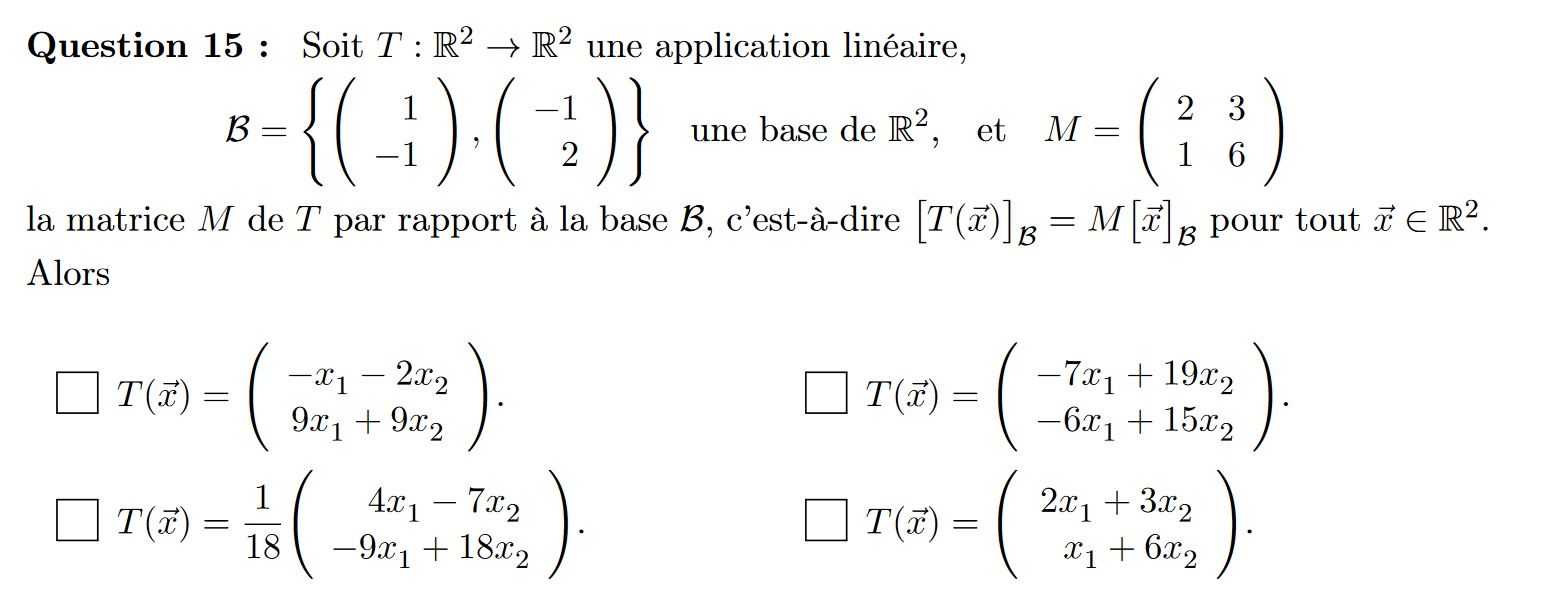 Question 15 : Soit $T : \mathbb{R}^2 \to \mathbb{R}^2$ une application linéaire,
$\mathcal{B} = \left\{ \begin{pmatrix} 1 \\ -1 \end{pmatrix}, \begin{pmatrix} -1 \\ 2 \end{pmatrix} \right\}$ une base de $\mathbb{R}^2$, et $M = \begin{pmatrix} 2 & 3 \\ 1 & 6 \end{pmatrix}$
la matrice $M$ de $T$ par rapport à la base $\mathcal{B}$, c'est-à-dire $[T(\vec{x})]_{\mathcal{B}} = M[\vec{x}]_{\mathcal{B}}$ pour tout $\vec{x} \in \mathbb{R}^2$.
Alors
☐ $T(\vec{x}) = \begin{pmatrix} -x_1 - 2x_2 \\ 9x_1 + 9x_2 \end{pmatrix}$.
☐ $T(\vec{x}) = \begin{pmatrix} -7x_1 + 19x_2 \\ -6x_1 + 15x_2 \end{pmatrix}$.
☐ $T(\vec{x}) = \frac{1}{18} \begin{pmatrix} 4x_1 - 7x_2 \\ -9x_1 + 18x_2 \end{pmatrix}$.
☐ $T(\vec{x}) = \begin{pmatrix} 2x_1 + 3x_2 \\ x_1 + 6x_2 \end{pmatrix}$.